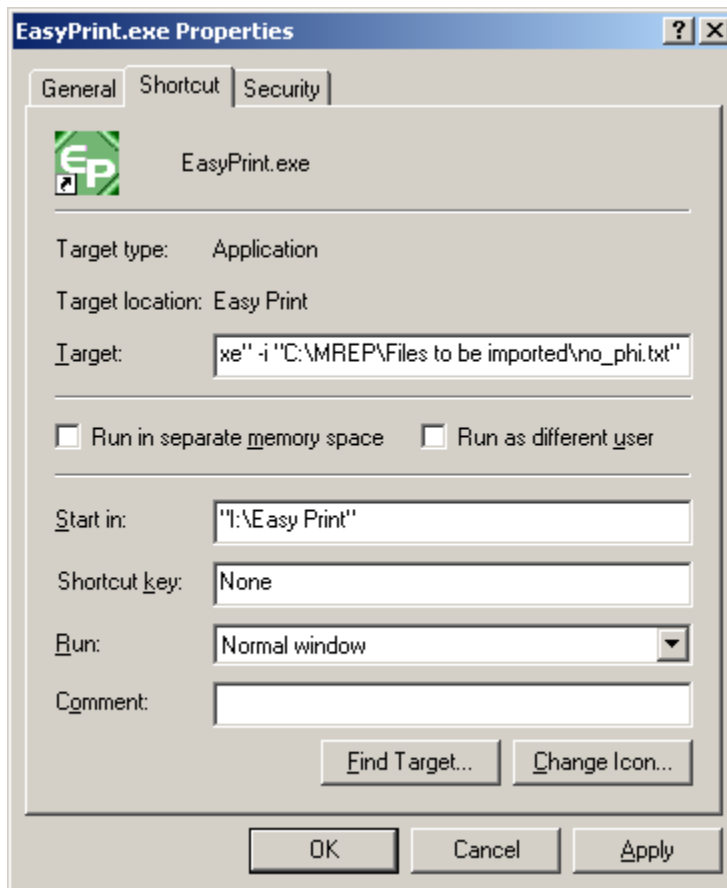 EasyPrint.exe Properties
General Shortcut Security
EP EasyPrint.exe
Target type: Application
Target location: Easy Print
Target: xe" -i "C:\MREP\Files to be imported\no_phi.txt"
Run in separate memory space Run as different user
Start in: "I:\Easy Print"
Shortcut key: None
Run: Normal window
Comment:
Find Target... Change Icon...
OK Cancel Apply